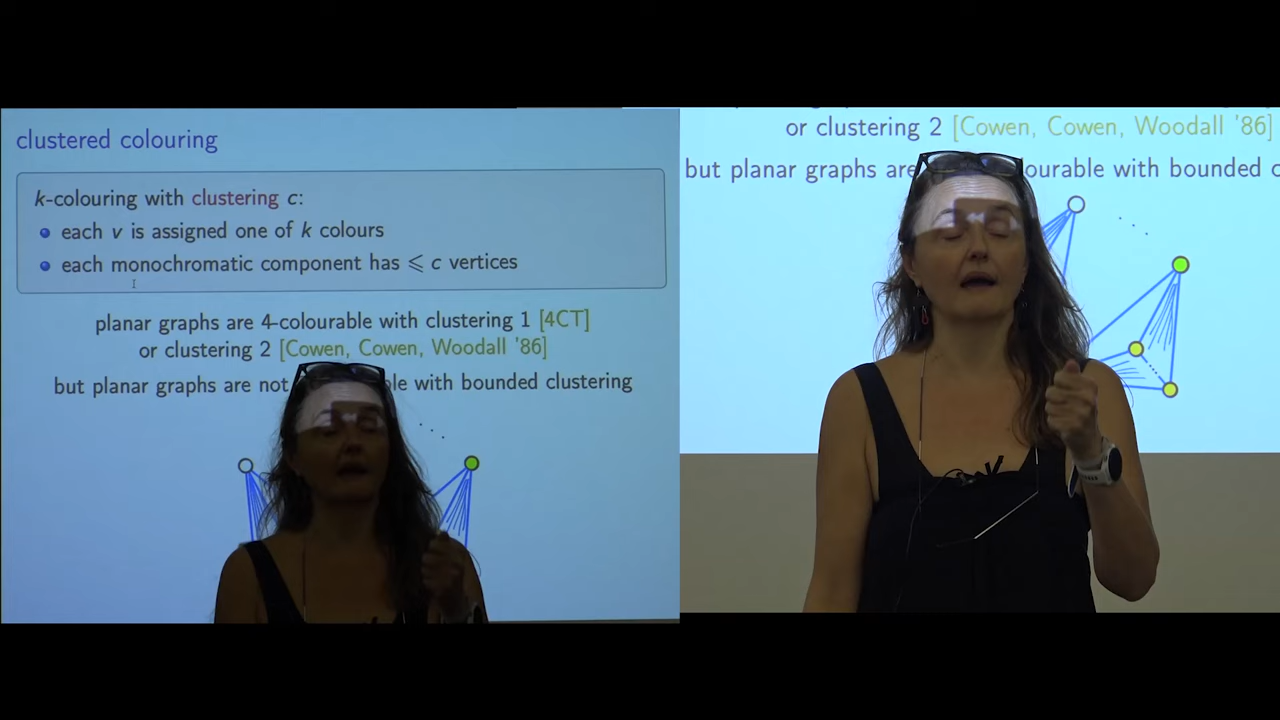 clustered colouring
k-colouring with clustering c:
each v is assigned one of k colours
each monochromatic component has ⩽ c vertices
planar graphs are 4-colourable with clustering 1 [4CT]
or clustering 2 [Cowen, Cowen, Woodall '86]
but planar graphs are not with bounded clustering
or clustering 2 [Cowen, Cowen, Woodall '86]
but planar graphs are ourable with bounded c